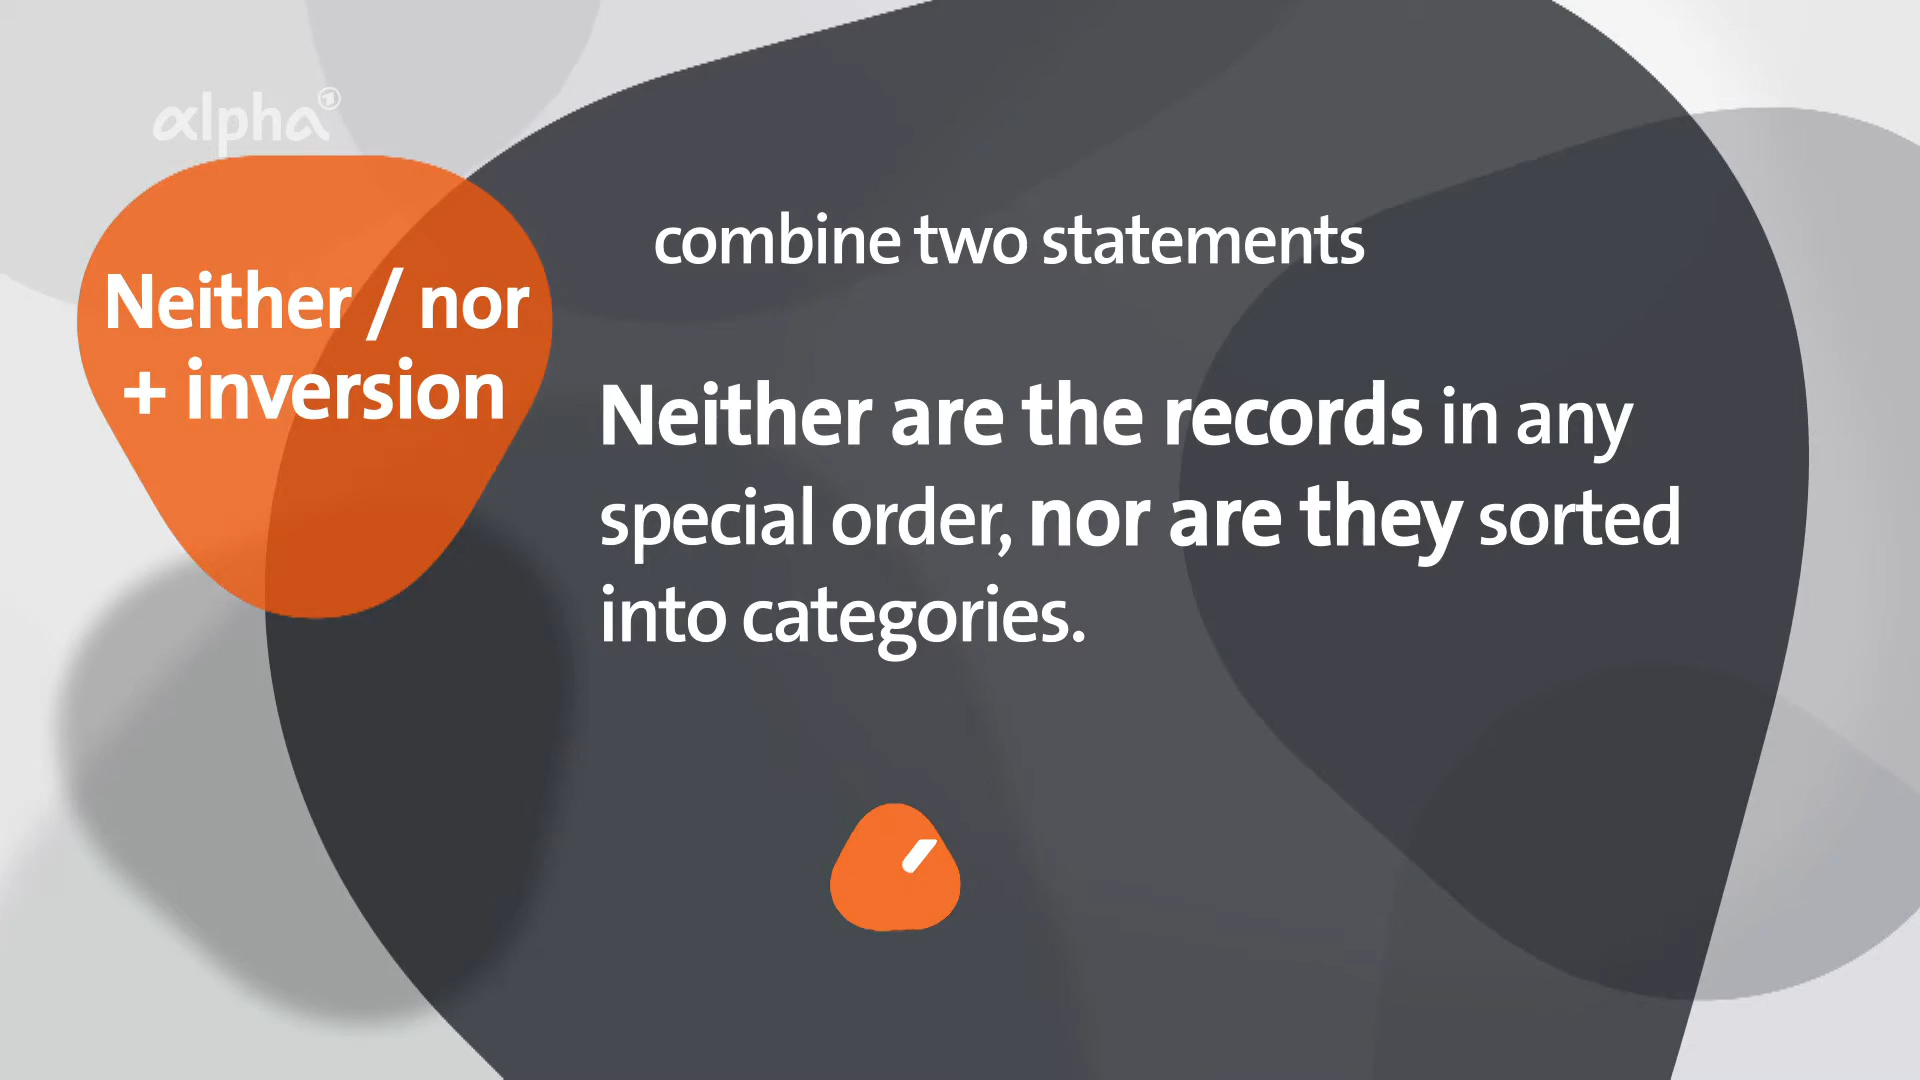 alpha
Neither / nor
+ inversion
combine two statements
Neither are the records in any
special order, nor are they sorted
into categories.